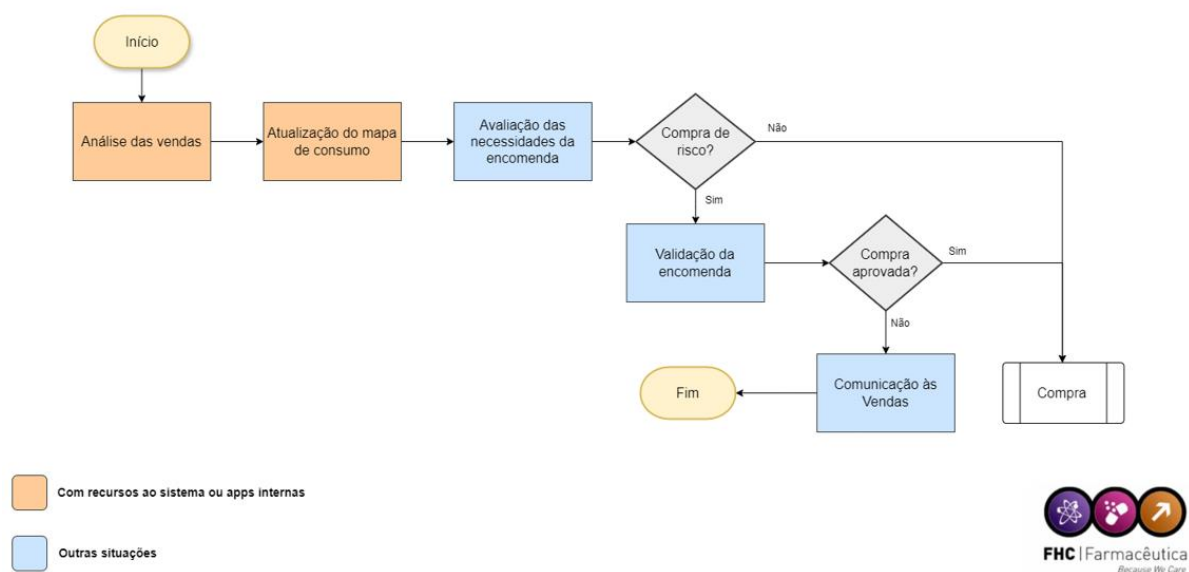 Início
Análise das vendas
Atualização do mapa
de consumo
Avaliação das
necessidades da
encomenda
Compra de
risco?
Não
Sim
Validação da
encomenda
Compra
aprovada?
Sim
Não
Fim
Comunicação às
Vendas
Compra
Com recursos ao sistema ou apps internas
Outras situações
FHC | Farmacêutica
Because We Care